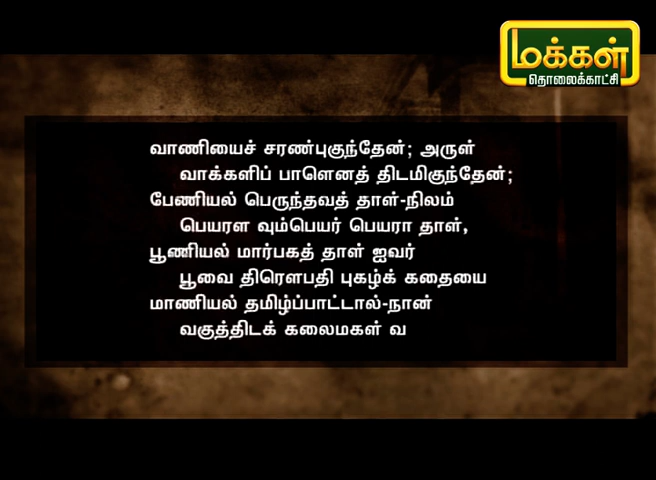 மக்கள்
தொலைக்காட்சி
வாணியைச் சரண்புகுந்தேன்; அருள்
வாக்களிப் பாளெனத் திடமிகுந்தேன்;
பேணியல் பெருந்தவத் தாள்-நிலம்
பெயரள வும்பெயர் பெயரா தாள்,
பூணியல் மார்பகத் தாள் ஐவர்
பூவை திரௌபதி புகழ்க் கதையை
மாணியல் தமிழ்ப்பாட்டால்-நான்
வகுத்திடக் கலைமகள் வ